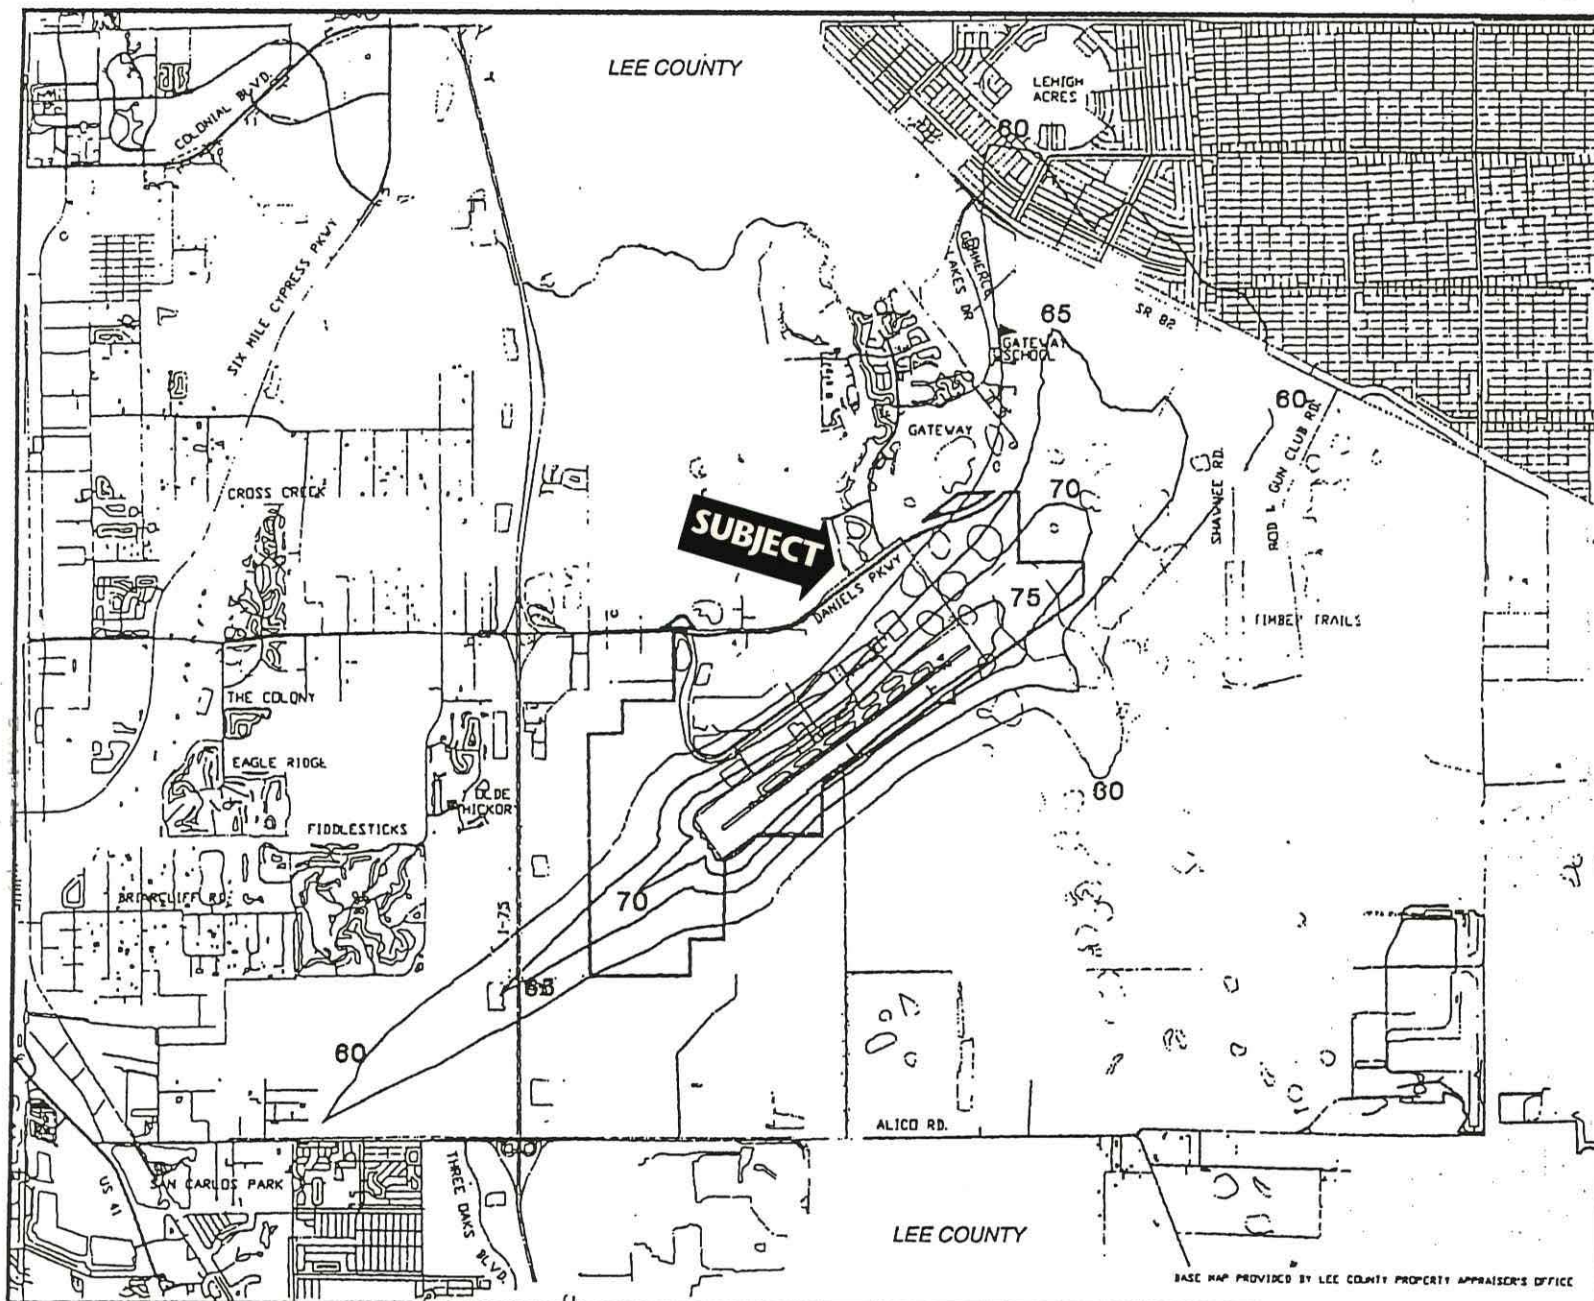 LEE COUNTY
LEHIGH
ACRES
60
COLONIAL BLVD.
SIX MILE CYPRESS PKWY
LAKES DR
65
SR 82
GATEWAY
SCHOOL
60
ROD & GUN CLUB RD.
SHAWNEE RD.
GATEWAY
70
CROSS CREEK
SUBJECT
DANIELS PKWY
75
TIMBER TRAILS
THE COLONY
EAGLE RIDGE
OLDE
HICKORY
60
FIDDLESTICKS
BRIARCLIFF RD.
70
I-75
65
60
ALICO RD.
SAN CARLOS PARK
US 41
THREE OAKS BLVD.
LEE COUNTY
BASE MAP PROVIDED BY LEE COUNTY PROPERTY APPRAISER'S OFFICE